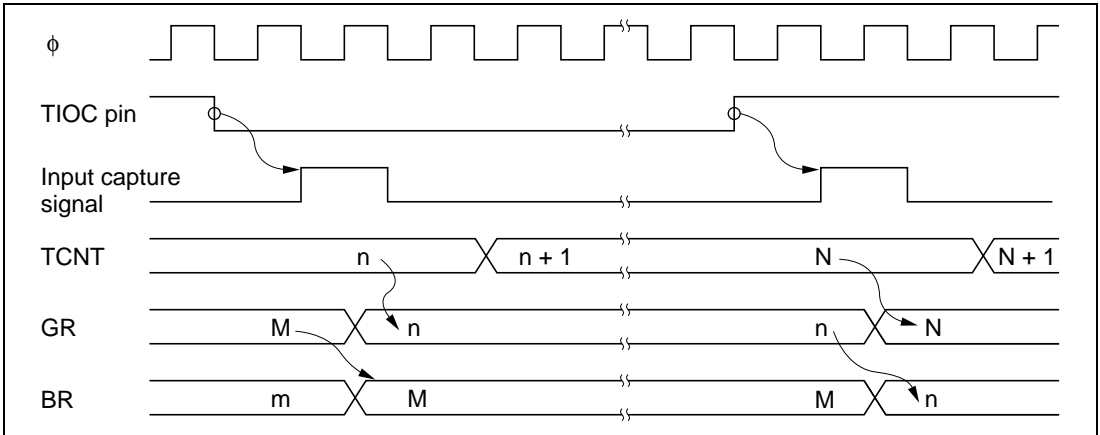 ϕ
TIOC pin
Input capture
signal
TCNT n n + 1 N N + 1
GR M n n N
BR m M M n